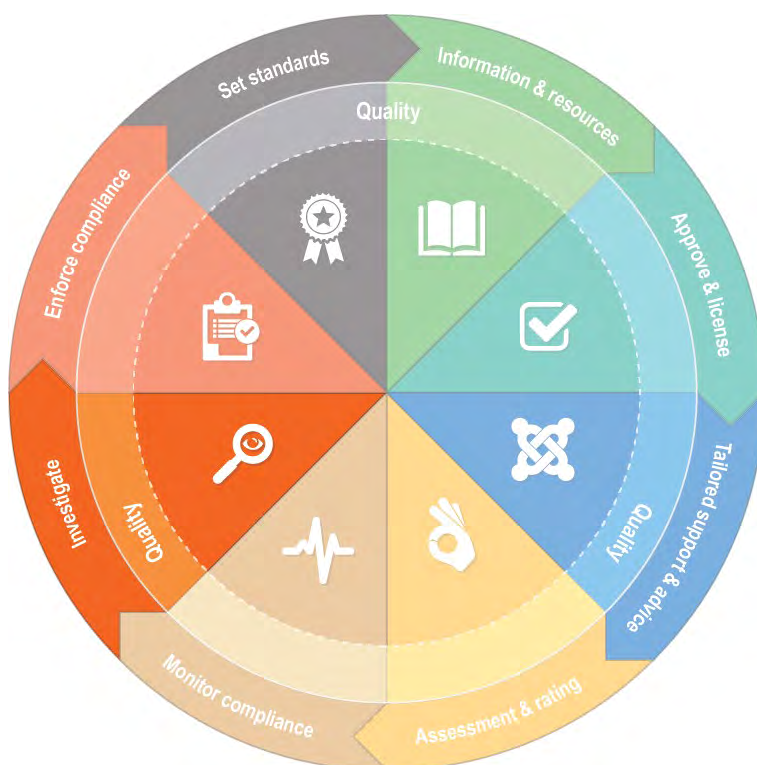 Set standards
Information & resources
Quality
Enforce compliance
Approve & license
Investigate
Quality
Quality
Tailored support & advice
Monitor compliance
Assessment & rating